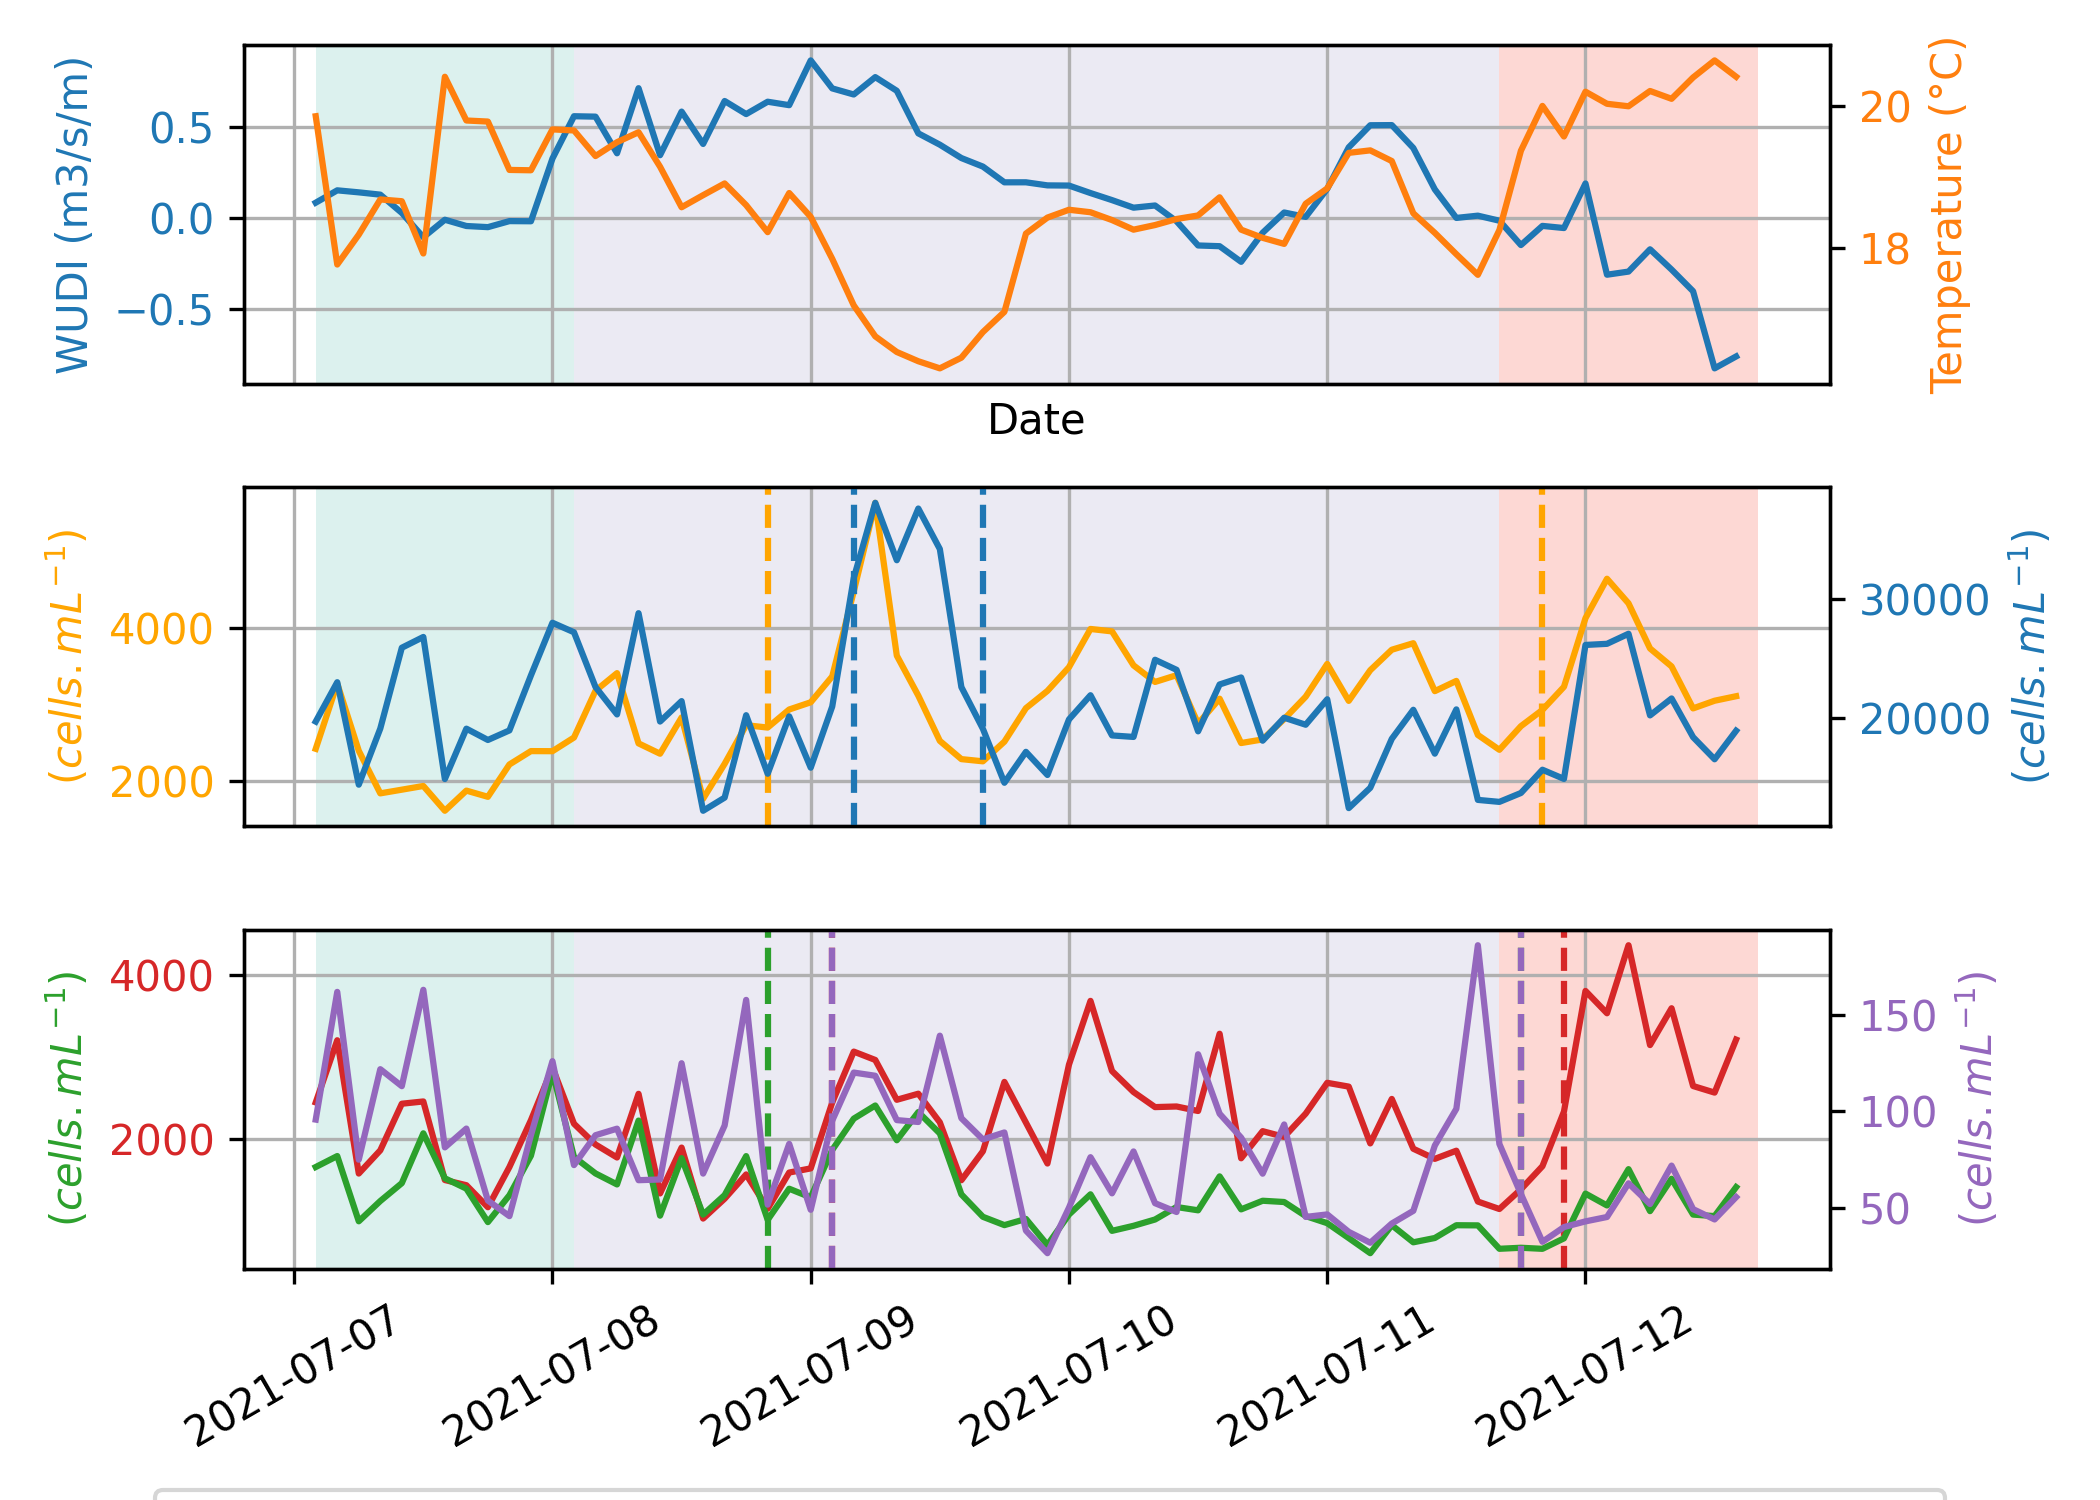 WUDI (m3/s/m)
0.5
0.0
−0.5
20
18
Temperature (°C)
Date
(cells. mL⁻¹)
4000
2000
30000
20000
(cells. mL⁻¹)
(cells. mL⁻¹)
4000
2000
150
100
50
(cells. mL⁻¹)
2021-07-07
2021-07-08
2021-07-09
2021-07-10
2021-07-11
2021-07-12